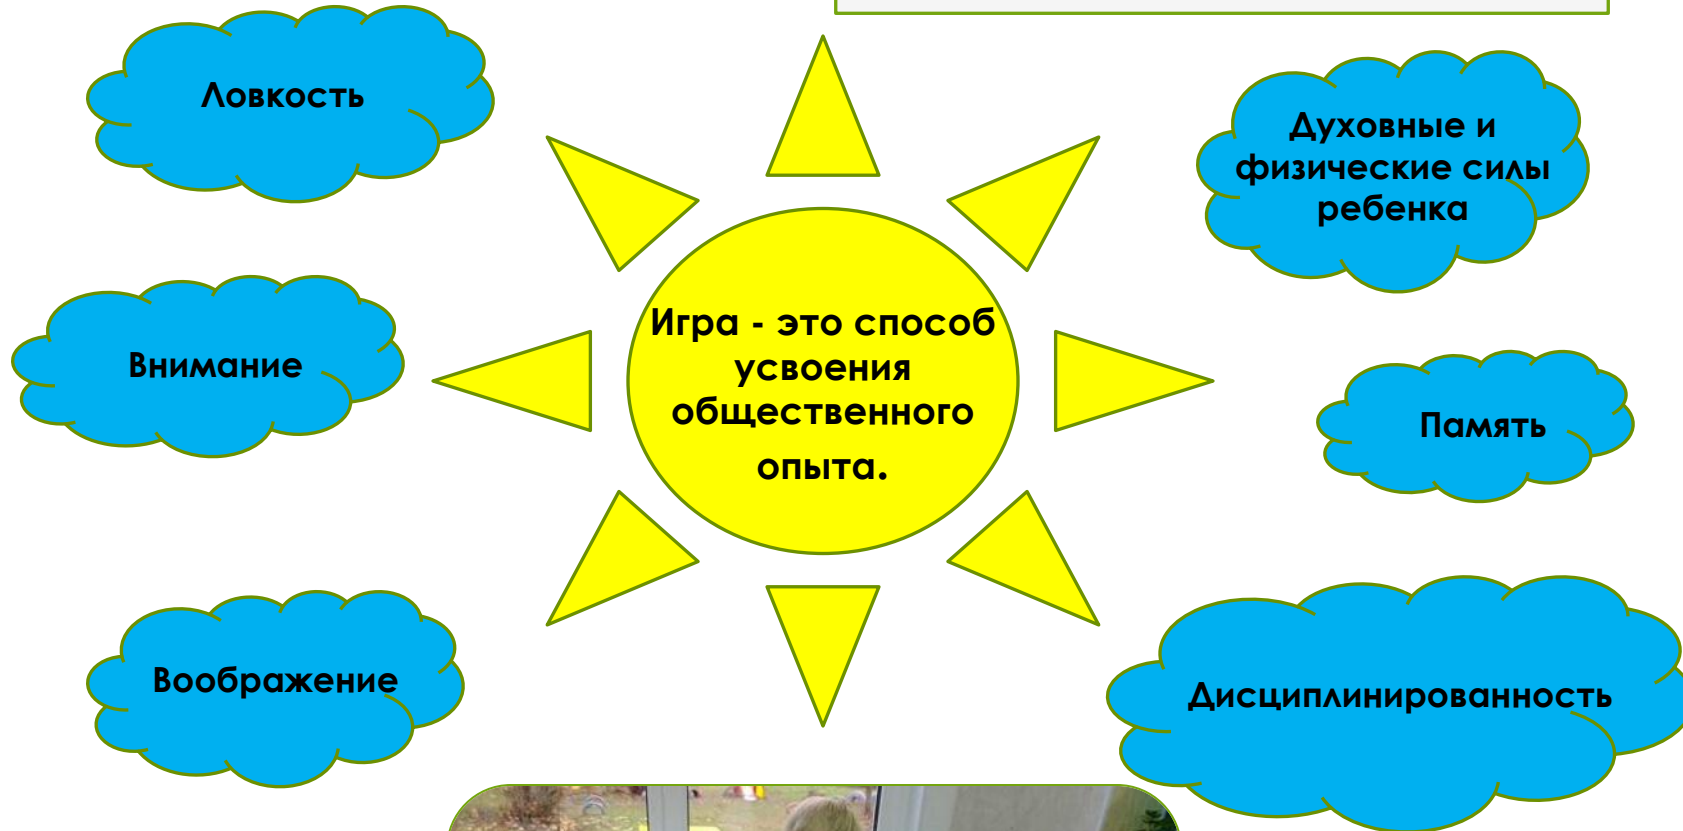 Ловкость
Духовные и
физические силы
ребенка
Игра - это способ
усвоения
общественного
опыта.
Внимание
Память
Воображение
Дисциплинированность